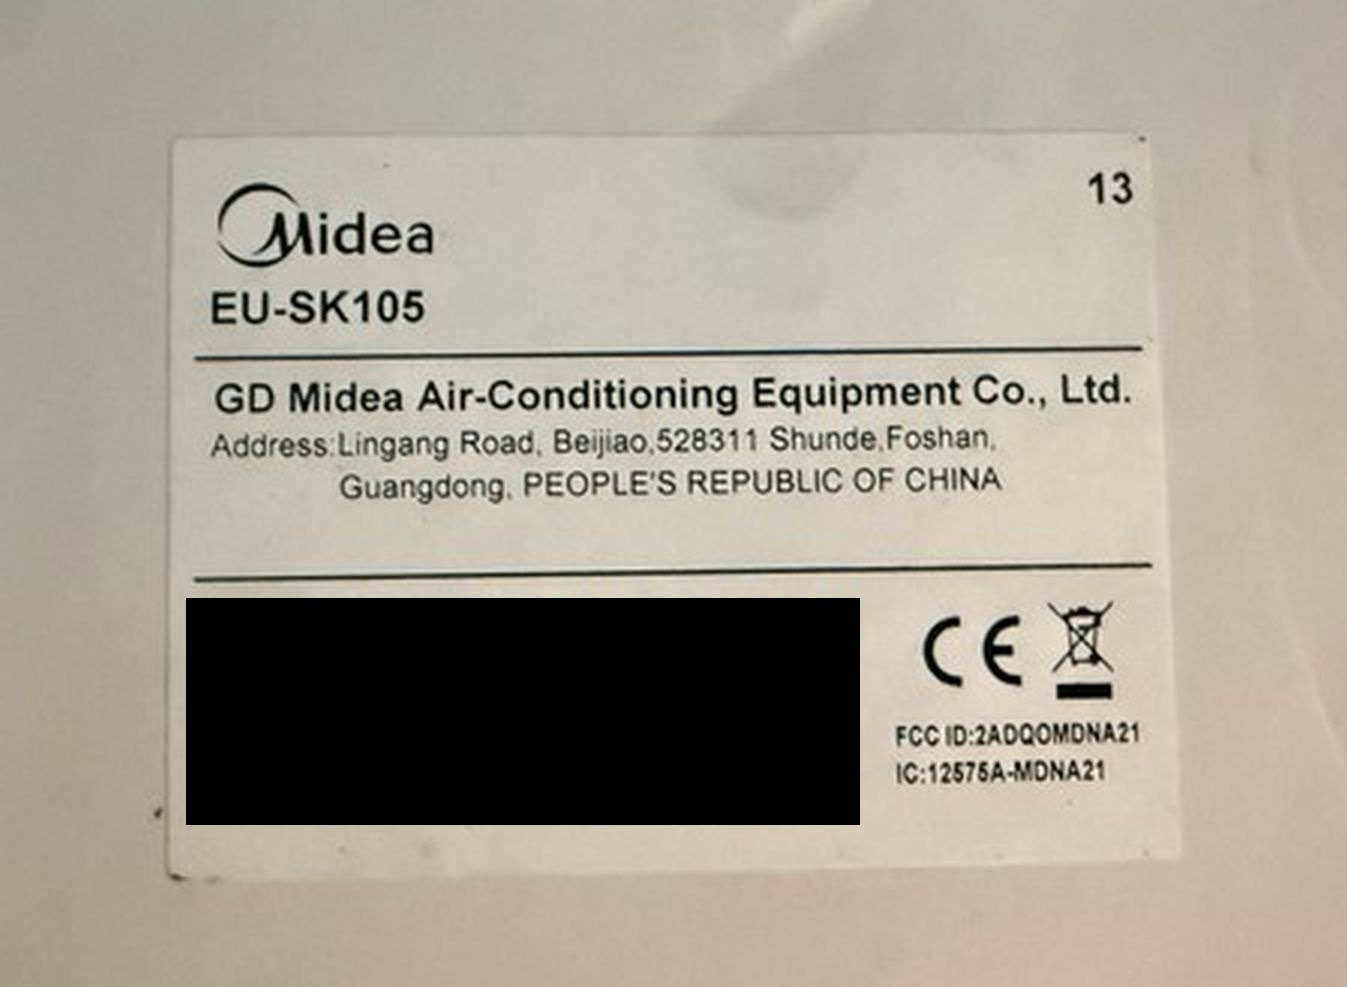 Midea
13
EU-SK105
GD Midea Air-Conditioning Equipment Co., Ltd.
Address:Lingang Road, Beijiao,528311 Shunde,Foshan,
Guangdong, PEOPLE'S REPUBLIC OF CHINA
CE
FCC ID:2ADQOMDNA21
IC:12575A-MDNA21